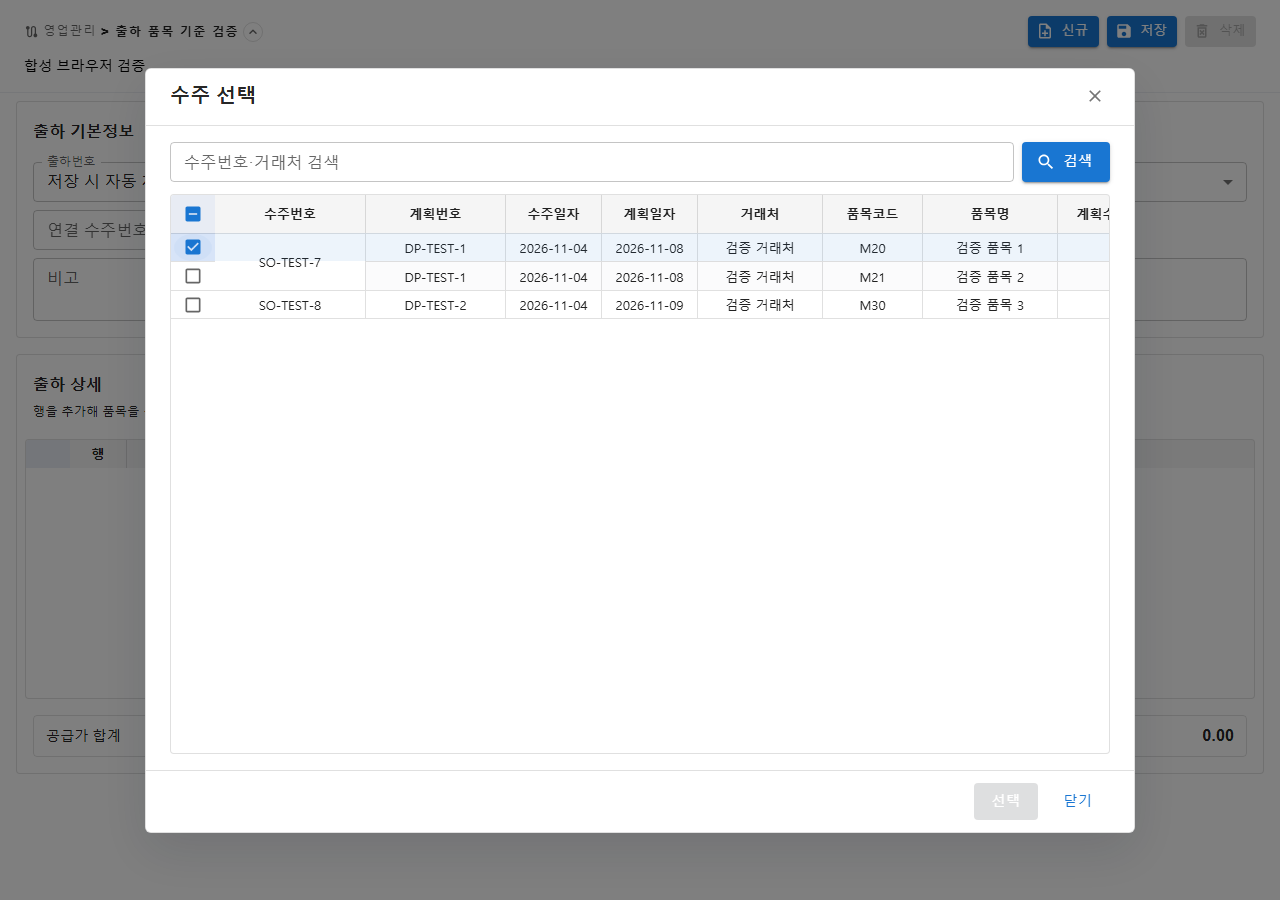 영업관리 > 출하 품목 기준 검증
신규
저장
삭제
합성 브라우저 검증
수주 선택
출하 기본정보
출하번호
저장 시 자동
연결 수주번호
비고
수주번호·거래처 검색
검색
수주번호 계획번호 수주일자 계획일자 거래처 품목코드 품목명 계획수
SO-TEST-7 DP-TEST-1 2026-11-04 2026-11-08 검증 거래처 M20 검증 품목 1
DP-TEST-1 2026-11-04 2026-11-08 검증 거래처 M21 검증 품목 2
SO-TEST-8 DP-TEST-2 2026-11-04 2026-11-09 검증 거래처 M30 검증 품목 3
출하 상세
행을 추가해 품목을
행
공급가 합계
0.00
선택
닫기